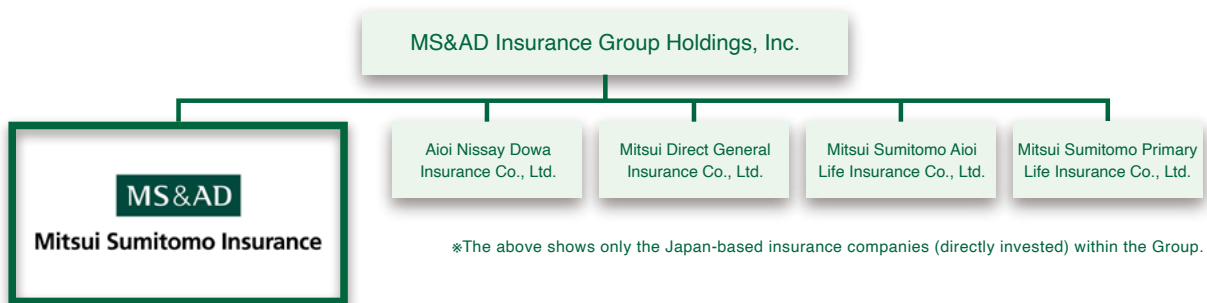 MS&AD Insurance Group Holdings, Inc.
MS&AD
Mitsui Sumitomo Insurance
Aioi Nissay Dowa
Insurance Co., Ltd.
Mitsui Direct General
Insurance Co., Ltd.
Mitsui Sumitomo Aioi
Life Insurance Co., Ltd.
Mitsui Sumitomo Primary
Life Insurance Co., Ltd.
※The above shows only the Japan-based insurance companies (directly invested) within the Group.